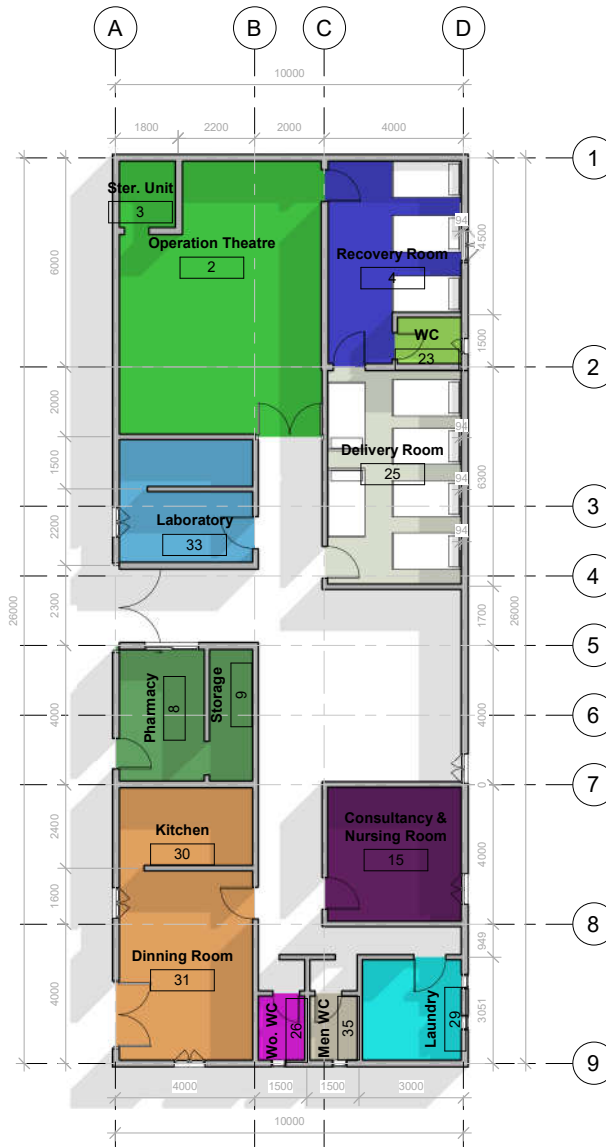 A B C D
10000
1800 2200 2000 4000
1
Ster. Unit
3
Operation Theatre
2
94
4500
Recovery Room
4
6000
26000
26000
WC
23
1500
2
2000
Delivery Room
25
94
6300
94
94
1500
3
Laboratory
33
2200
4
2300
1700
5
Pharmacy
8
Storage
9
4000
4000
6
0
7
Kitchen
30
2400
Consultancy &
Nursing Room
15
4000
1600
8
Dinning Room
31
949
4000
Wo. WC
26
Men WC
35
Laundry
29
3051
9
4000 1500 1500 3000
10000